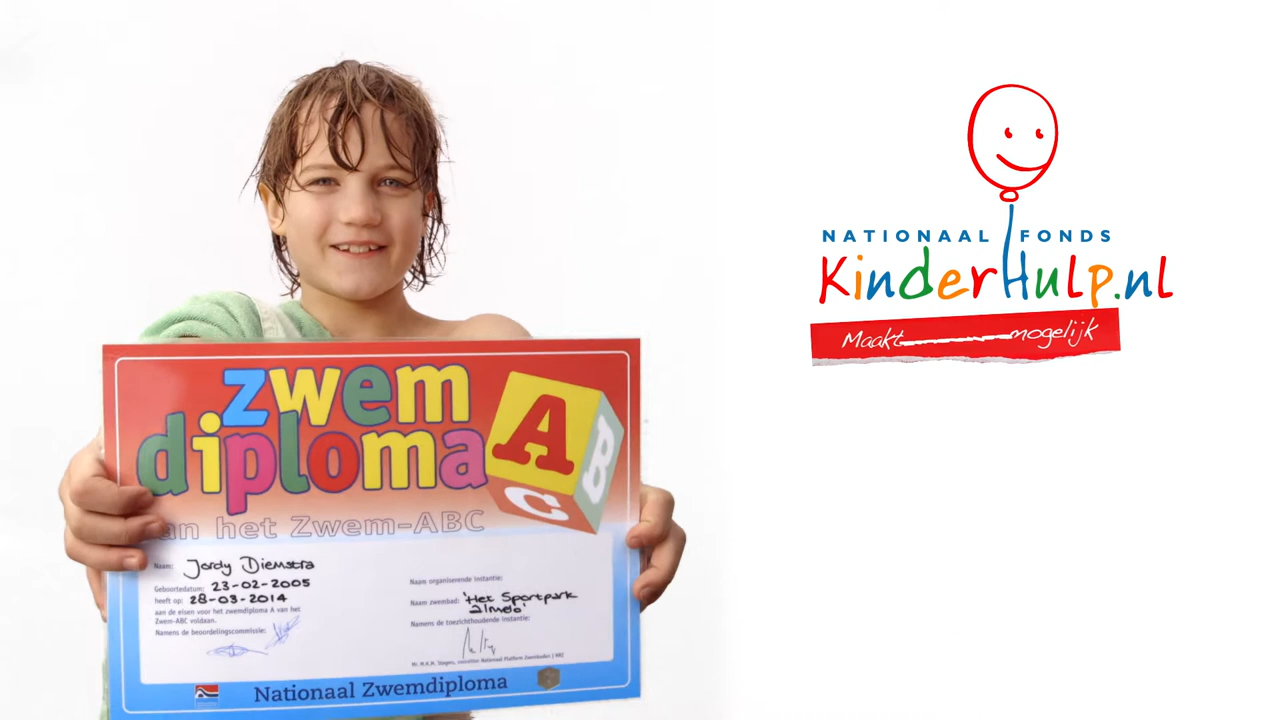 NATIONAAL FONDS
KinderHulp.nl
Maakt mogelijk
zwem
diploma
A
B
C
an het Zwem-ABC
Naam: Jordy Diemstra
Geboortedatum: 23-02-2005
heeft op: 28-03-2014
aan de eisen voor het zwemdiploma A van het
Zwem-ABC voldaan.
Namens de beoordelingscommissie:
Naam organiserende instantie:
Naam zwembad: 'Het Sportpark
almelo'
Namens de toezichthoudende instantie:
Nationaal Zwemdiploma